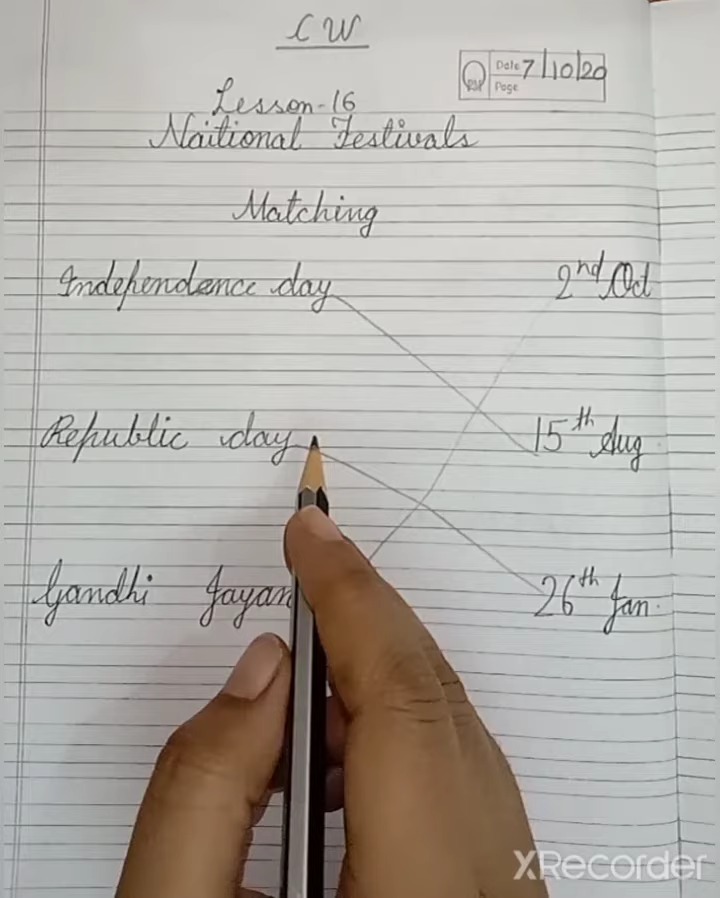 CW
Date 7/10/20
Page
Lesson-16
Naitional Festivals
Matching
Independence day 2nd Oct
Republic day 15th Aug
Gandhi Jayan 26th Jan.
XRecorder